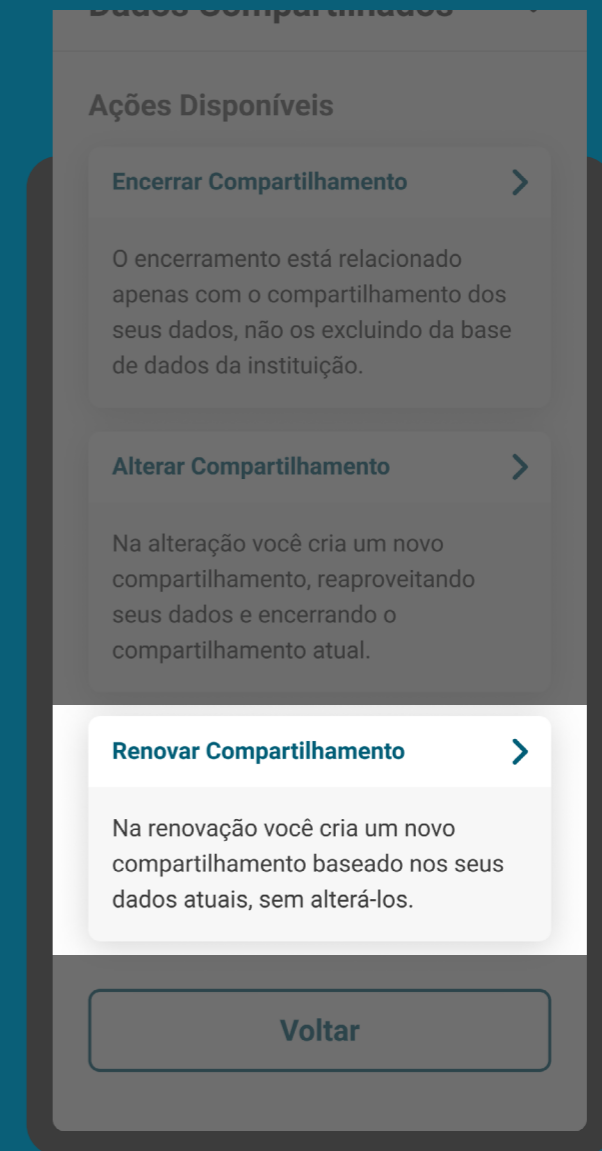 Dados Compartilhados
Ações Disponíveis
Encerrar Compartilhamento
O encerramento está relacionado
apenas com o compartilhamento dos
seus dados, não os excluindo da base
de dados da instituição.
Alterar Compartilhamento
Na alteração você cria um novo
compartilhamento, reaproveitando
seus dados e encerrando o
compartilhamento atual.
Renovar Compartilhamento
Na renovação você cria um novo
compartilhamento baseado nos seus
dados atuais, sem alterá-los.
Voltar